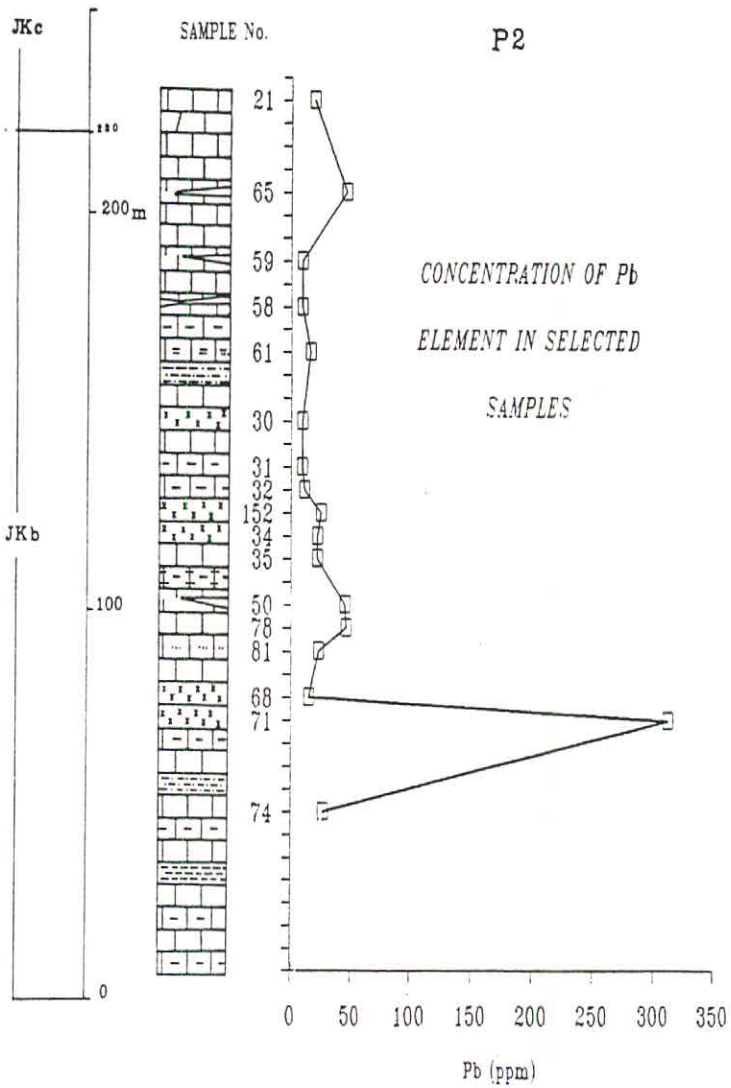 JKc
SAMPLE No.
P2
21
220
65
200m
59
CONCENTRATION OF Pb
58
ELEMENT IN SELECTED
61
SAMPLES
30
31
32
152
34
JKb
35
50
100
78
81
68
71
74
0
0 50 100 150 200 250 300 350
Pb (ppm)